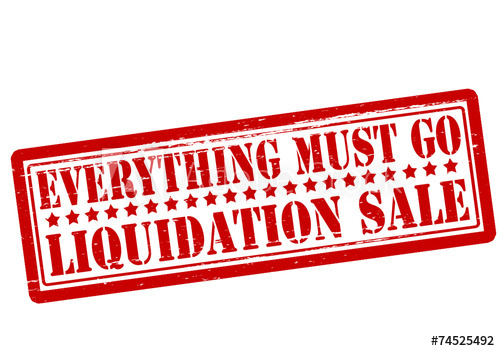 EVERYTHING MUST GO
LIQUIDATION SALE
#74525492